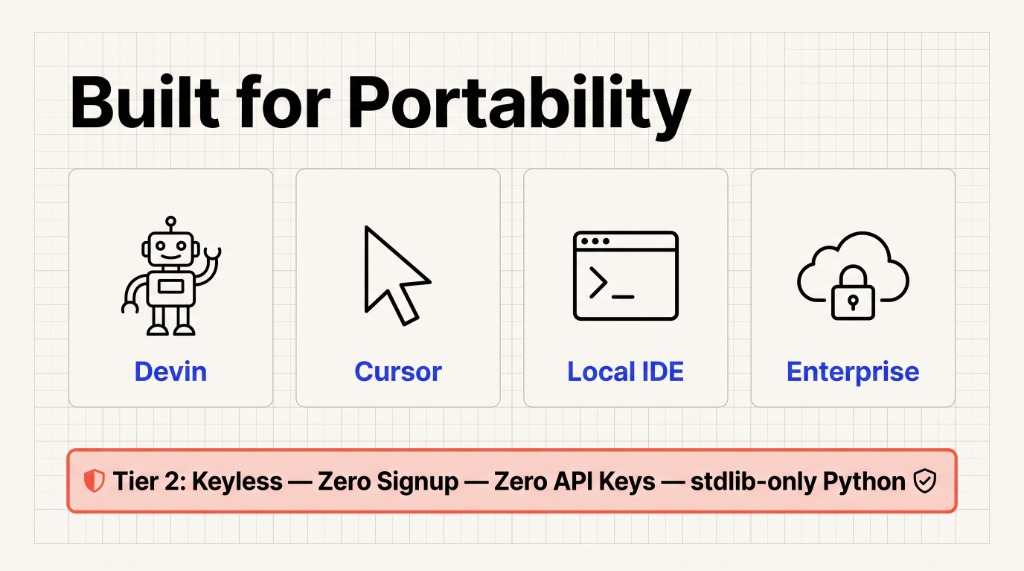 Built for Portability
Devin
Cursor
Local IDE
Enterprise
Tier 2: Keyless — Zero Signup — Zero API Keys — stdlib-only Python